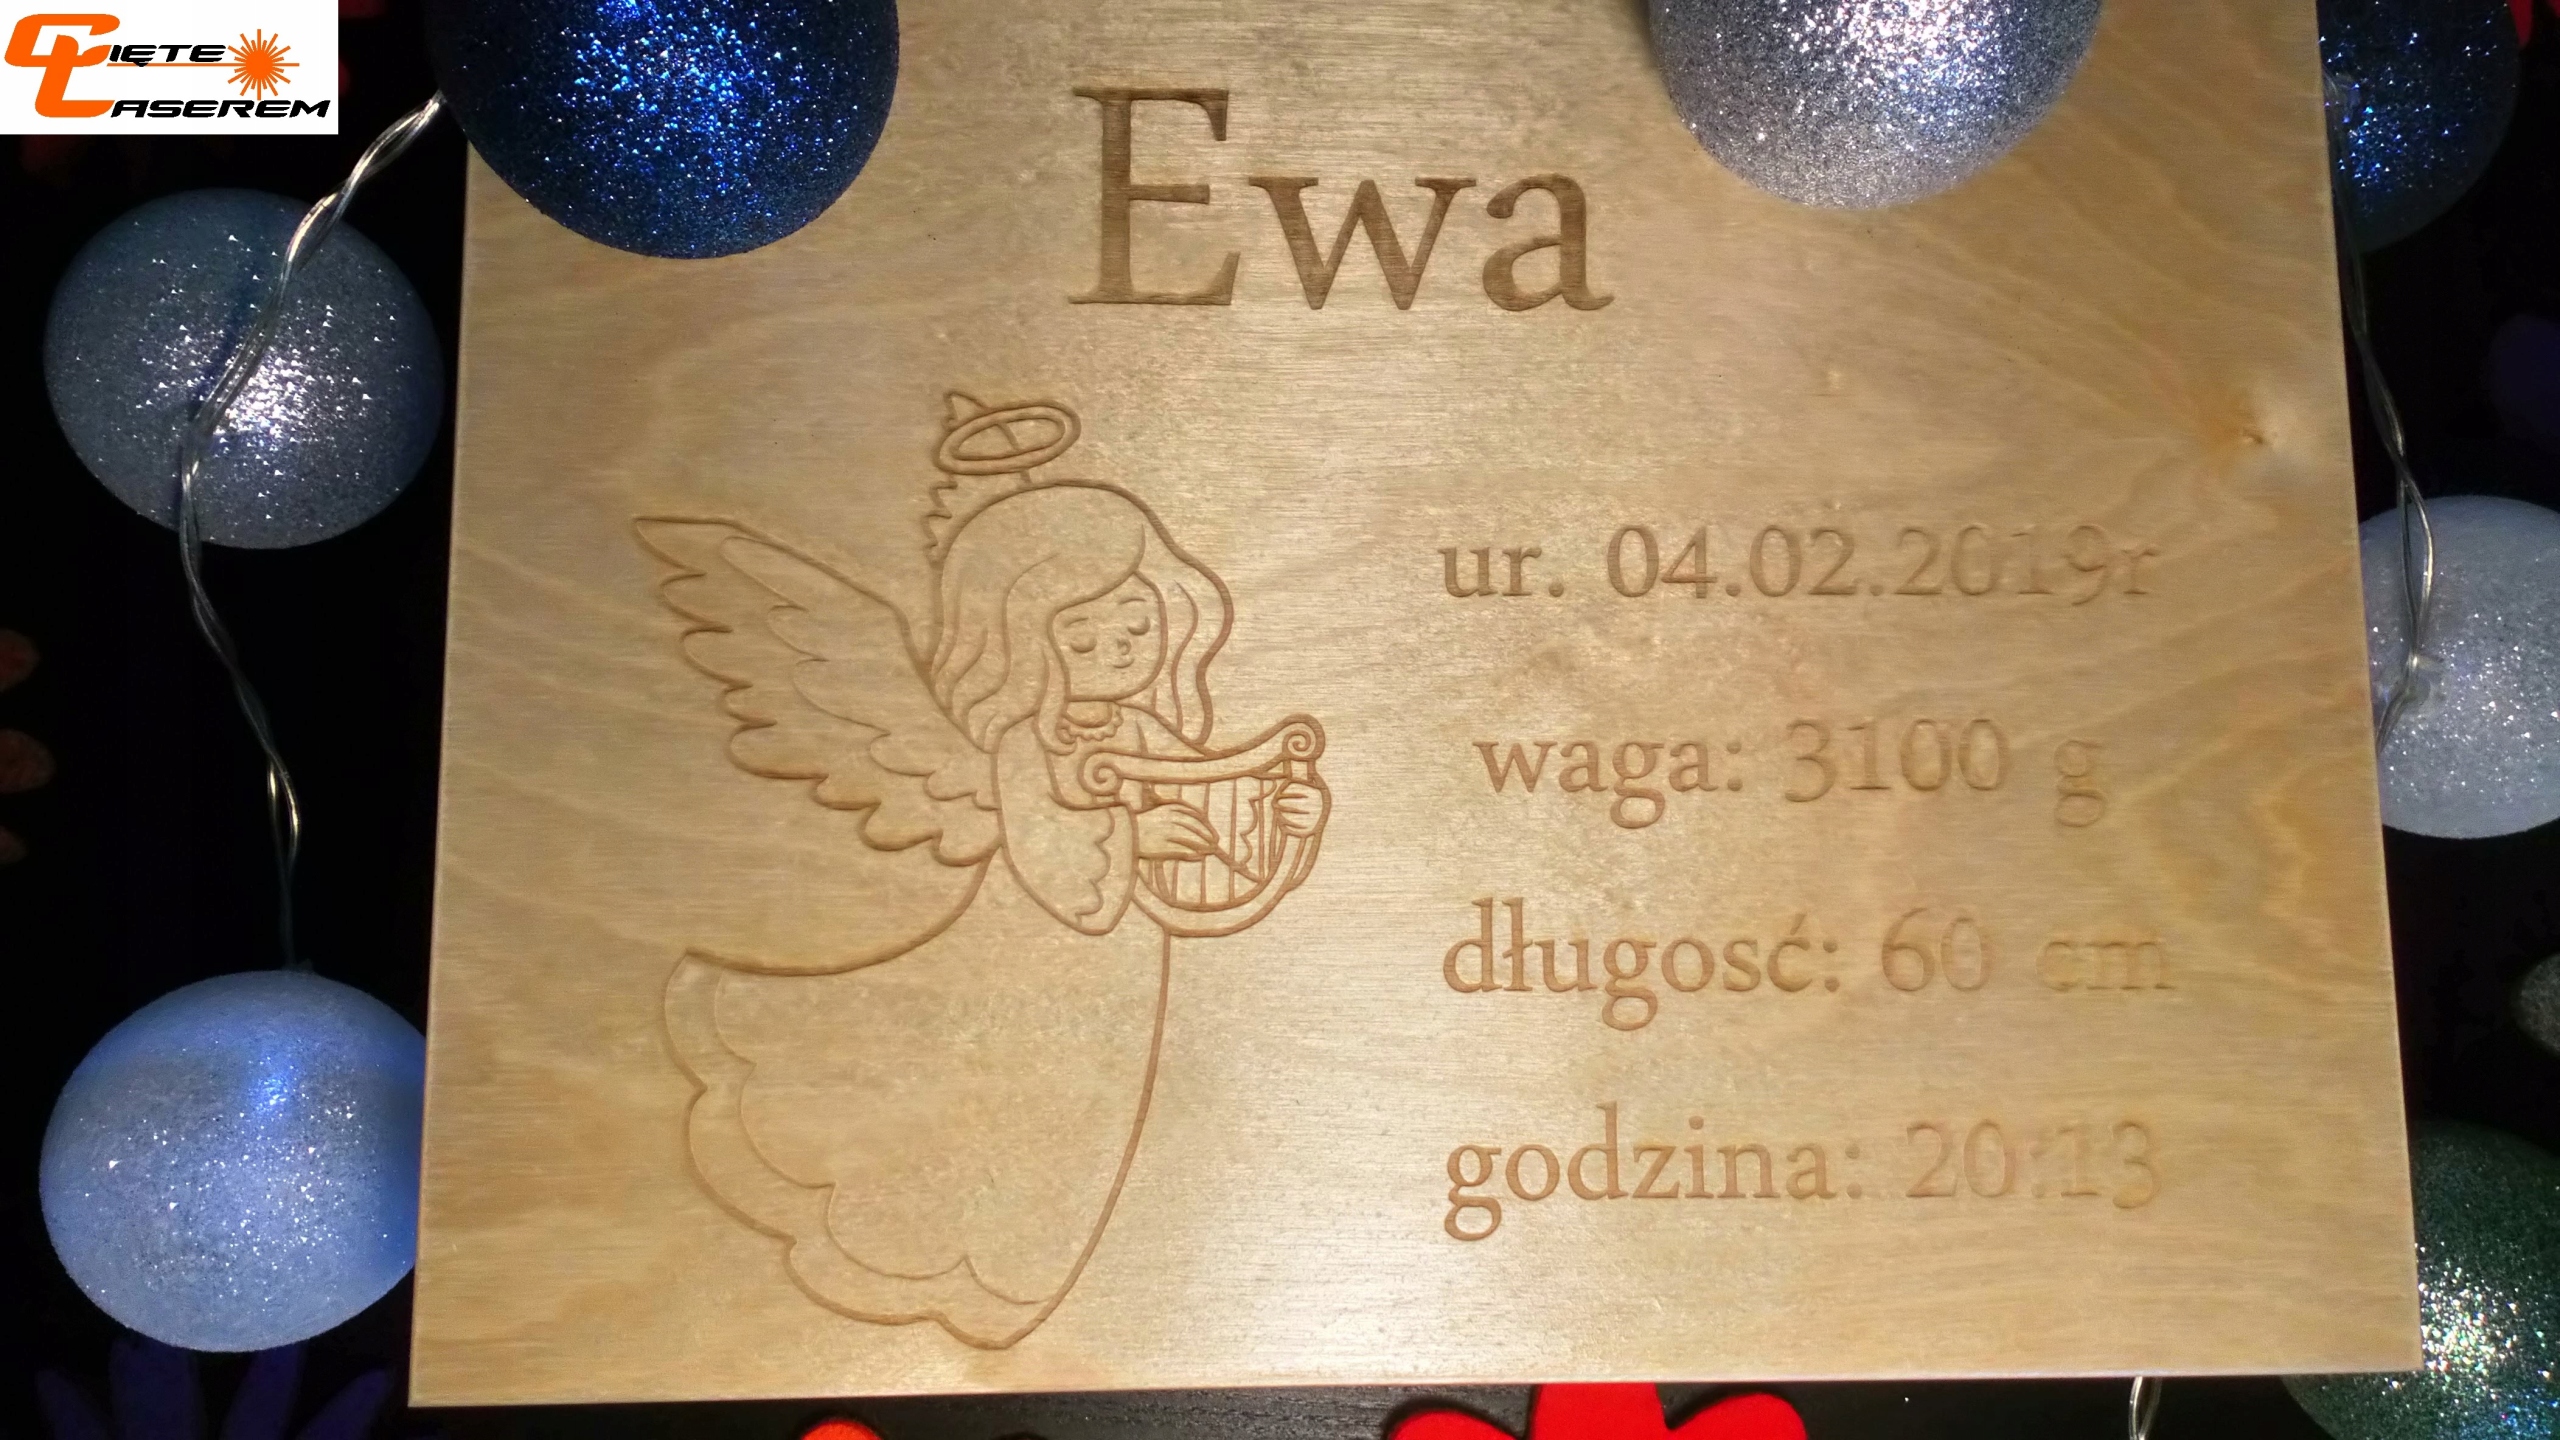 CIĘTE
LASEREM
Ewa
ur. 04.02.2019r
waga: 3100 g
długosć: 60 cm
godzina: 20:13